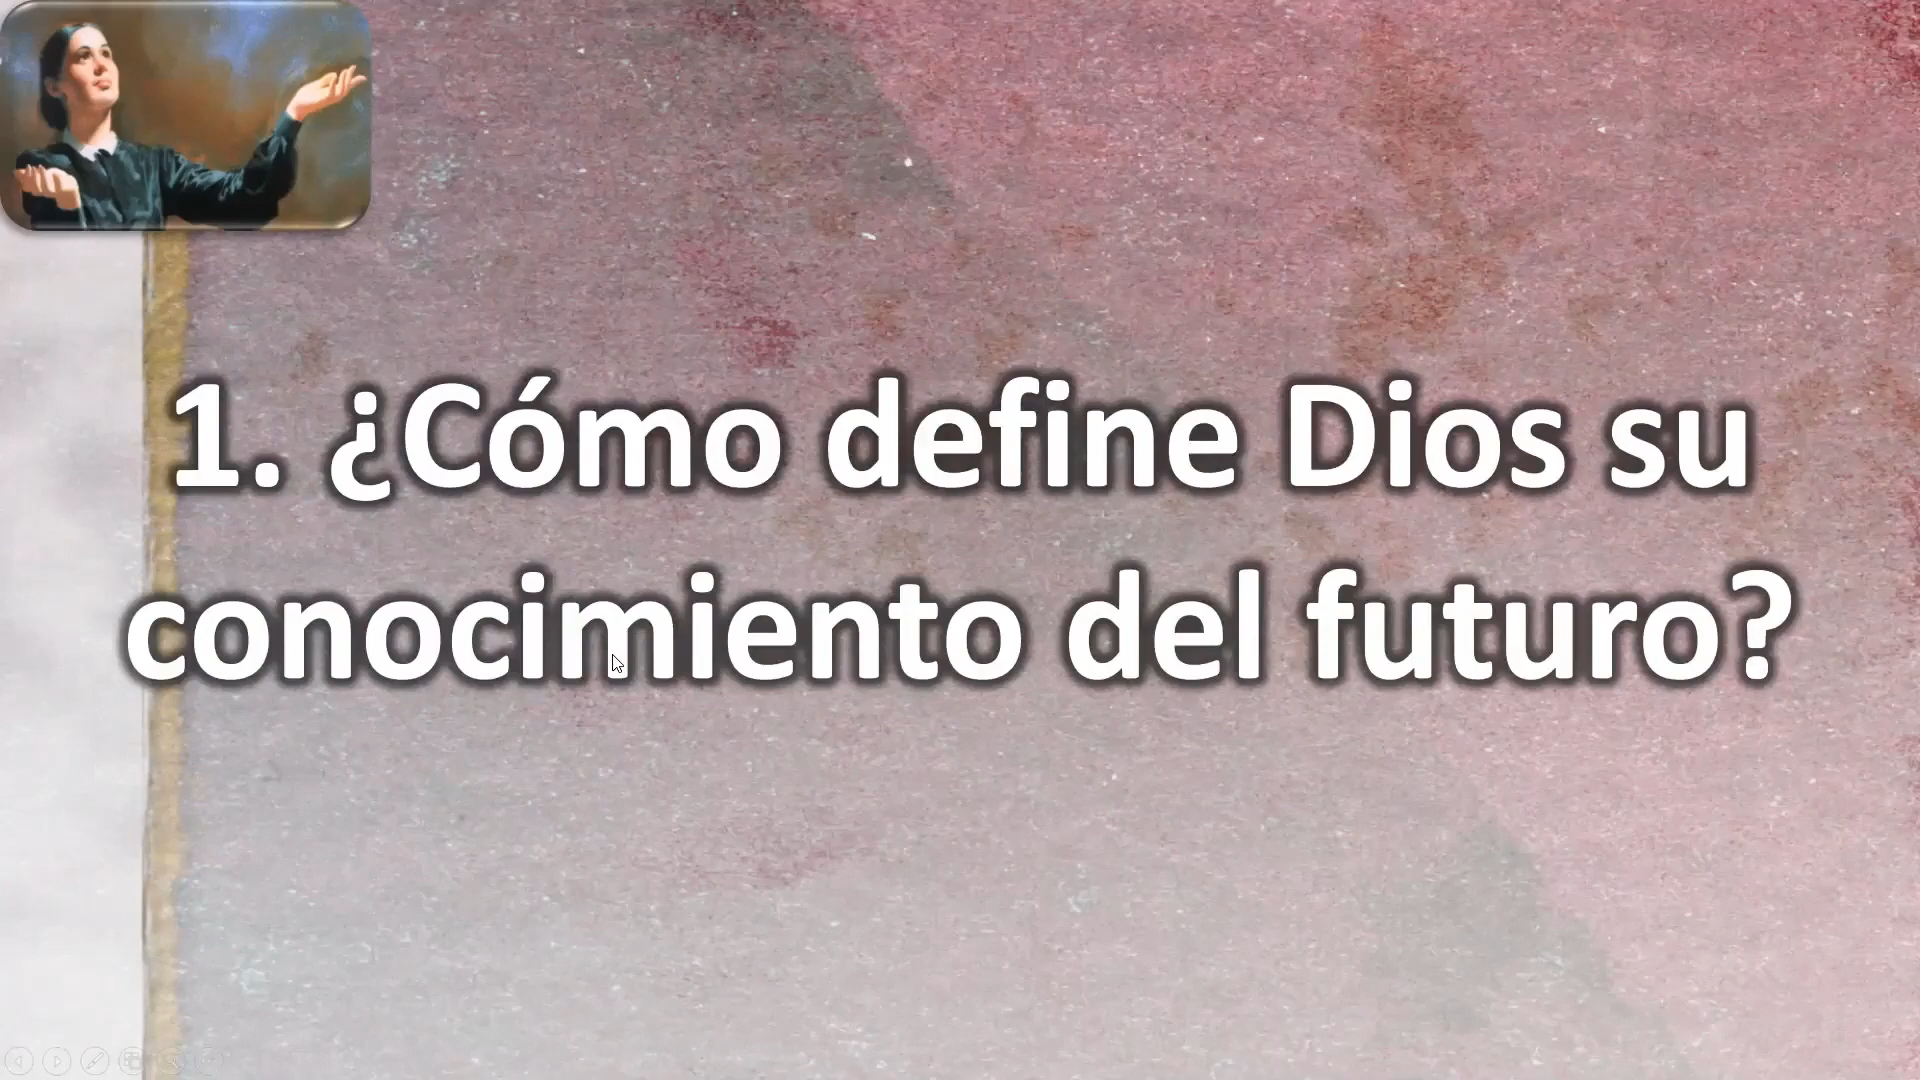 1. ¿Cómo define Dios su
conocimiento del futuro?